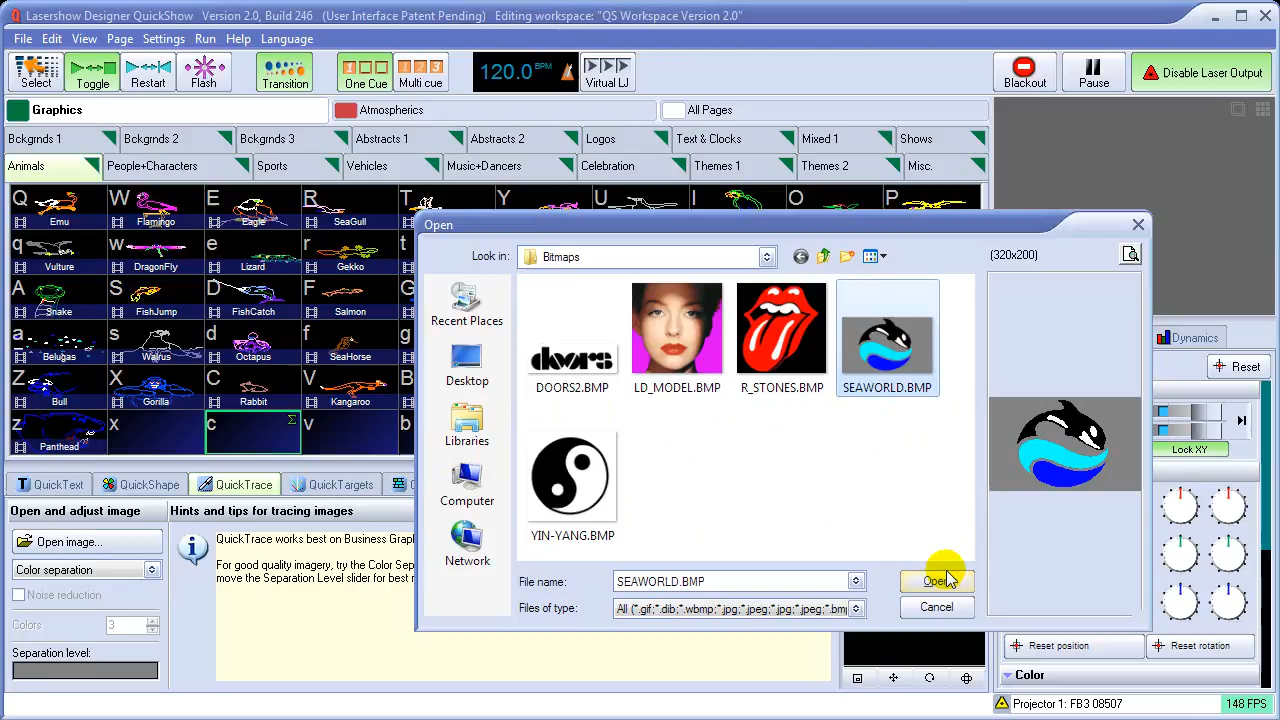 Lasershow Designer QuickShow Version 2.0, Build 246 (User Interface Patent Pending) Editing workspace: "QS Workspace Version 2.0"
File Edit View Page Settings Run Help Language
Select Toggle Restart Flash Transition One Cue Multi cue 120.0 BPM Virtual LJ Blackout Pause Disable Laser Output
Graphics Atmospherics All Pages
Bckgrnds 1 Bckgrnds 2 Bckgrnds 3 Abstracts 1 Abstracts 2 Logos Text & Clocks Mixed 1 Shows
Animals People+Characters Sports Vehicles Music+Dancers Celebration Themes 1 Themes 2 Misc.
Q W E R T Y U I O P
Emu Flamingo Eagle SeaGull
q w e r
Vulture DragonFly Lizard Gekko
A S D F
Snake FishJump FishCatch Salmon
a s d f
Belugas Walrus Octapus SeaHorse
Z X C V
Bull Gorilla Rabbit Kangaroo
z x c v b
Panthead
Open
Look in: Bitmaps
(320x200)
Recent Places
Desktop
Libraries
Computer
Network
DOORS2.BMP LD_MODEL.BMP R_STONES.BMP SEAWORLD.BMP
doors
YIN-YANG.BMP
File name: SEAWORLD.BMP Open
Files of type: All (*.gif;*.dib;*.wbmp;*.jpg;*.jpeg;*.jpg;*.jpeg;*.bmp Cancel
Dynamics
Reset
Lock XY
QuickText QuickShape QuickTrace QuickTargets
Open and adjust image
Open image...
Color separation
Noise reduction
Colors 3
Separation level:
Hints and tips for tracing images
QuickTrace works best on Business Grap
For good quality imagery, try the Color Sep
move the Separation Level slider for best r
Reset position Reset rotation
Color
Projector 1: FB3 08507 148 FPS